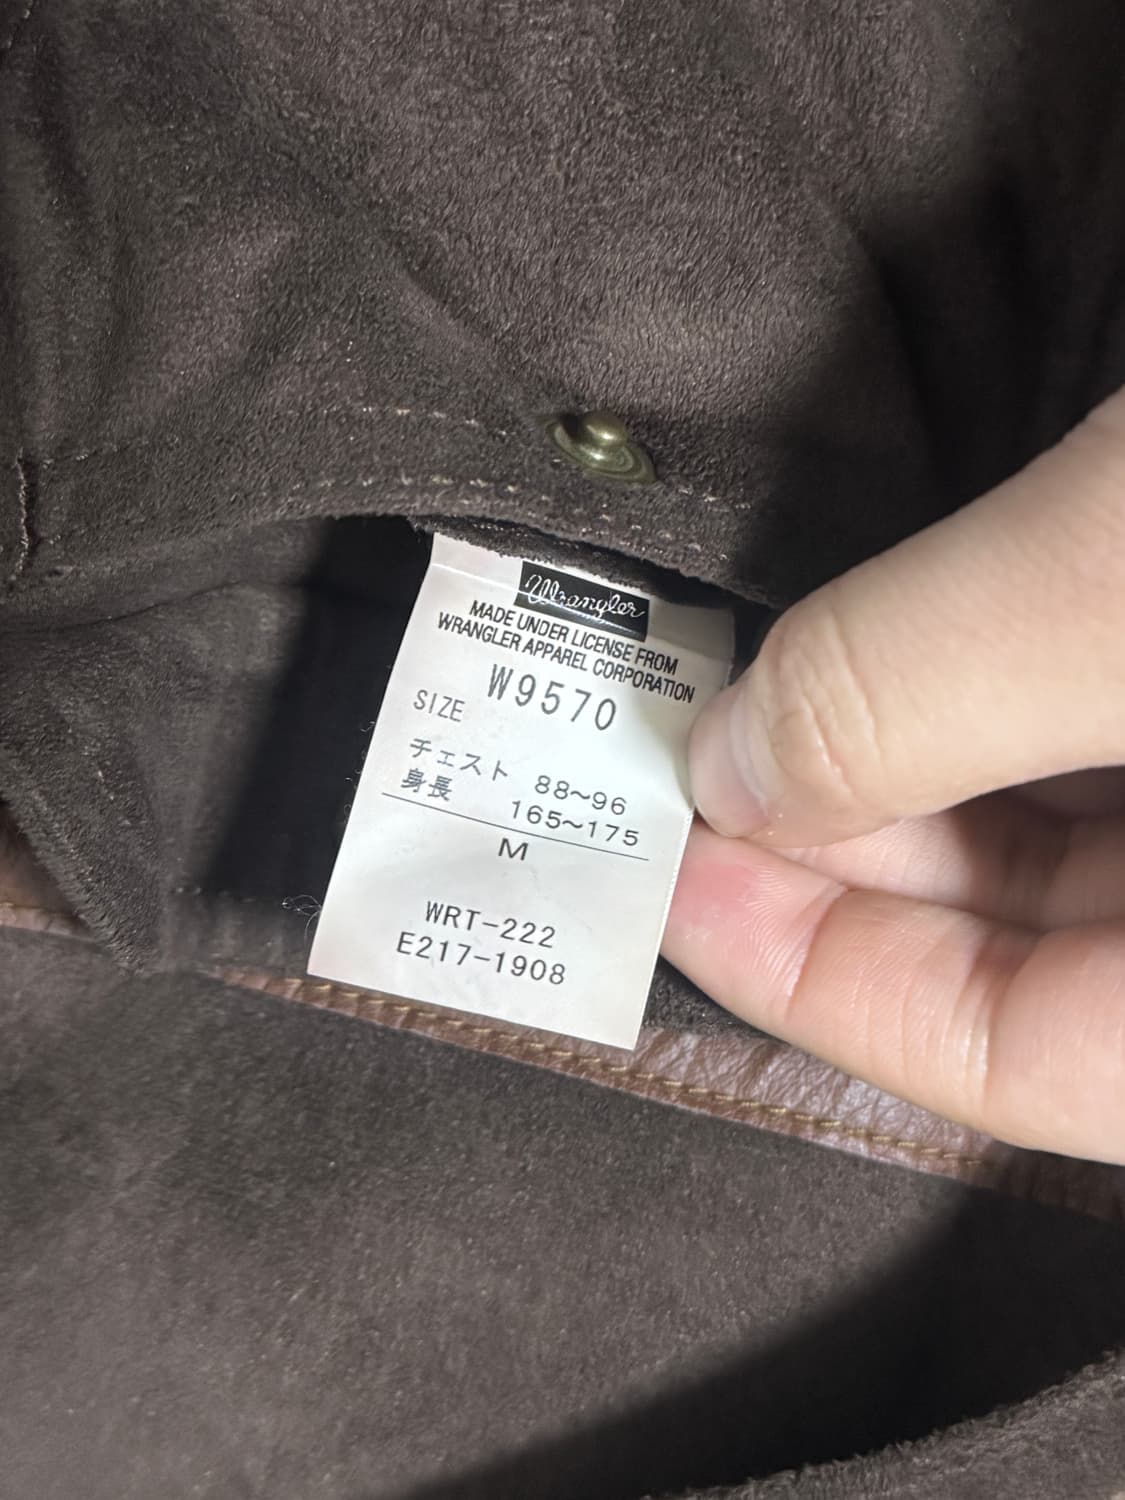 Wrangler
MADE UNDER LICENSE FROM
WRANGLER APPAREL CORPORATION
W9570
SIZE
チェスト 88~96
身長 165~175
M
WRT-222
E217-1908